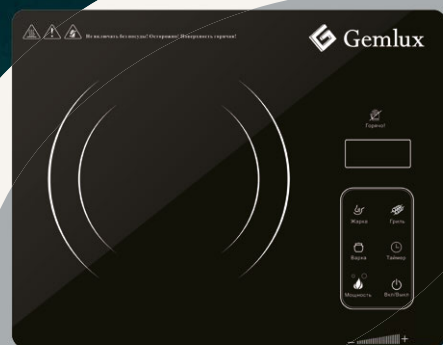 Не включать без посуды! Осторожно! Поверхность горячая!
Gemlux
Горячо!
Жарка Гриль
Варка Таймер
Мощность Вкл/Выкл
− +